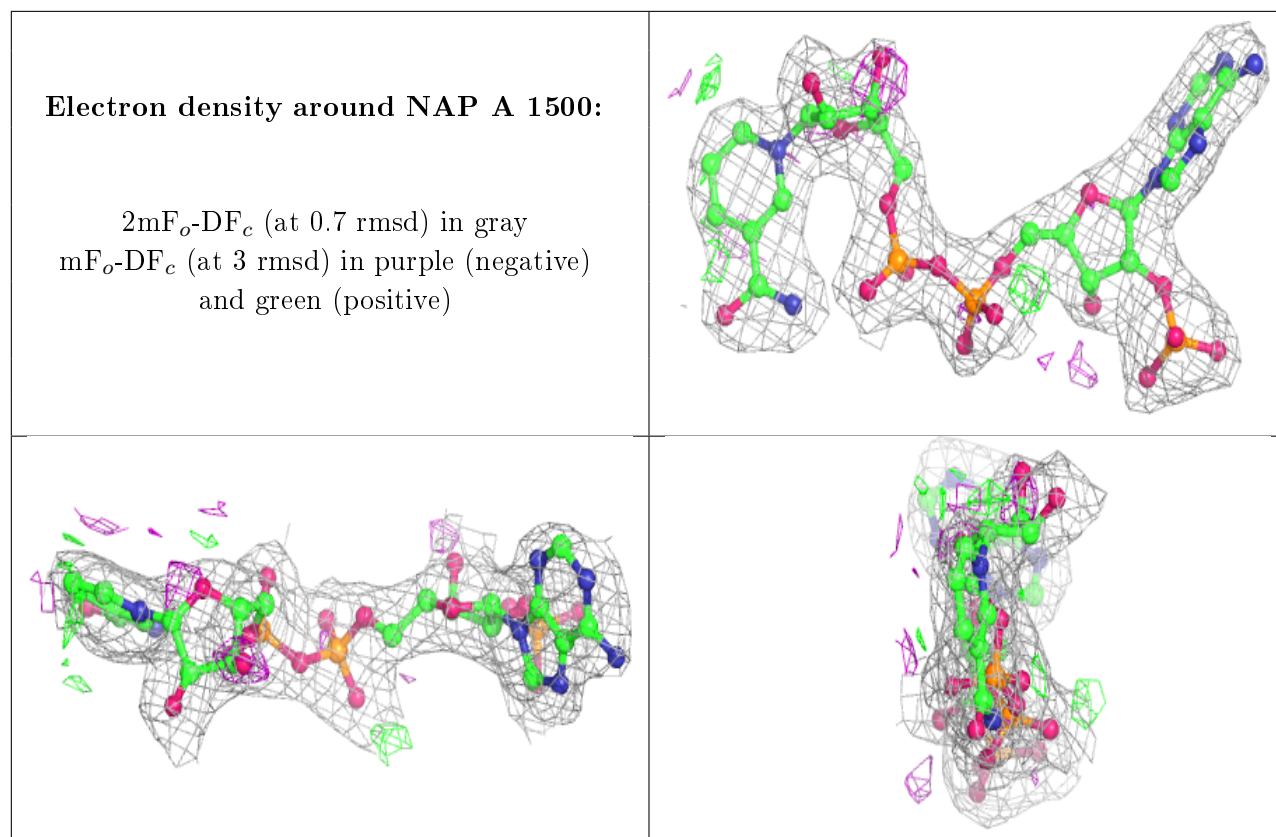 Electron density around NAP A 1500:
2mFₒ-DF𝒸 (at 0.7 rmsd) in gray
mFₒ-DF𝒸 (at 3 rmsd) in purple (negative)
and green (positive)